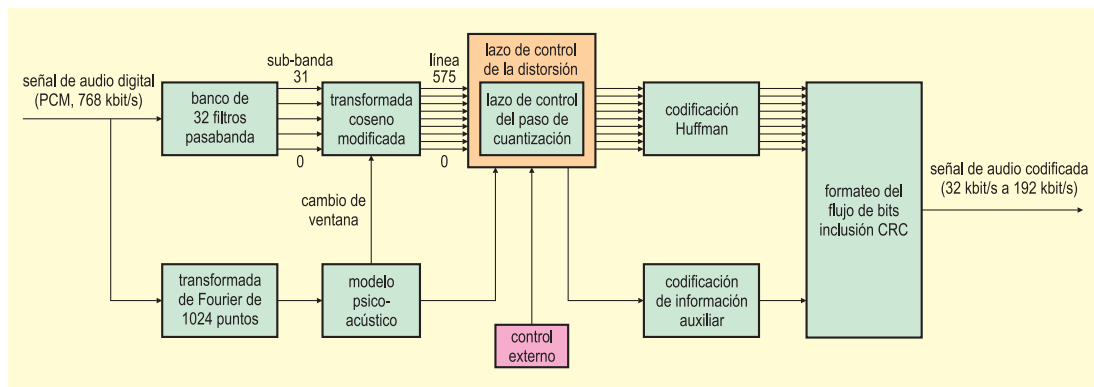 señal de audio digital
(PCM, 768 kbit/s)
banco de
32 filtros
pasabanda
sub-banda
31
0
transformada
coseno
modificada
línea
575
0
lazo de control
de la distorsión
lazo de control
del paso de
cuantización
codificación
Huffman
formateo del
flujo de bits
inclusión CRC
señal de audio codificada
(32 kbit/s a 192 kbit/s)
cambio de
ventana
transformada
de Fourier de
1024 puntos
modelo
psico-
acústico
control
externo
codificación
de información
auxiliar